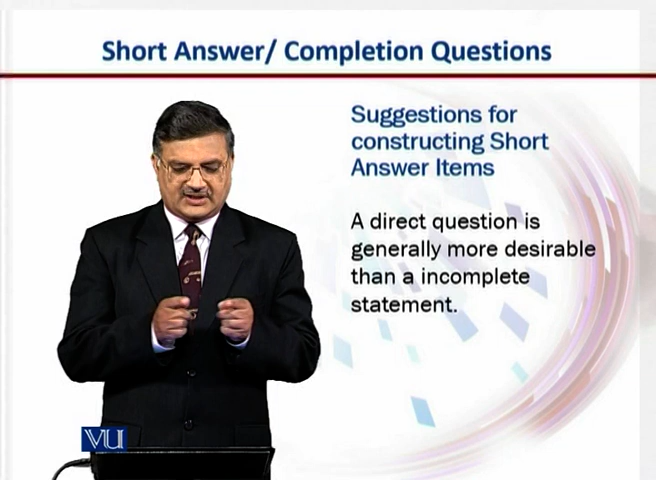 Short Answer/ Completion Questions
Suggestions for
constructing Short
Answer Items
A direct question is
generally more desirable
than a incomplete
statement.
VU